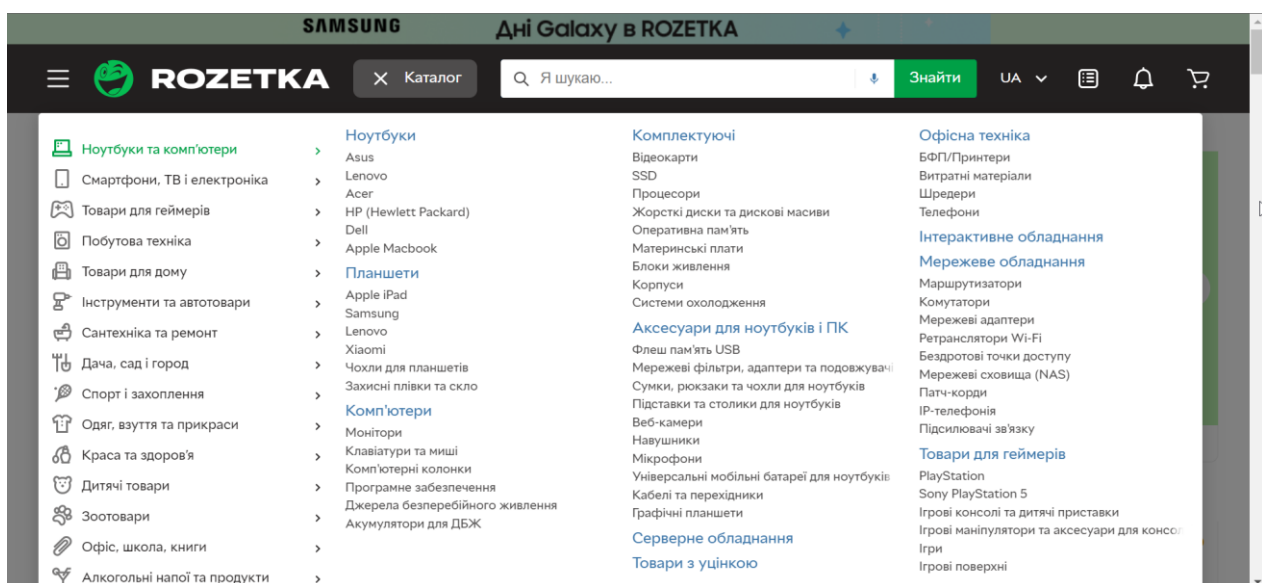 SAMSUNG
Дні Galaxy в ROZETKA
ROZETKA
Каталог
Я шукаю...
Знайти
UA
Ноутбуки та комп'ютери
Смартфони, ТВ і електроніка
Товари для геймерів
Побутова техніка
Товари для дому
Інструменти та автотовари
Сантехніка та ремонт
Дача, сад і город
Спорт і захоплення
Одяг, взуття та прикраси
Краса та здоров'я
Дитячі товари
Зоотовари
Офіс, школа, книги
Алкогольні напої та продукти
Ноутбуки
Asus
Lenovo
Acer
HP (Hewlett Packard)
Dell
Apple Macbook
Планшети
Apple iPad
Samsung
Lenovo
Xiaomi
Чохли для планшетів
Захисні плівки та скло
Комп'ютери
Монітори
Клавіатури та миші
Комп'ютерні колонки
Програмне забезпечення
Джерела безперебійного живлення
Акумулятори для ДБЖ
Комплектуючі
Відеокарти
SSD
Процесори
Жорсткі диски та дискові масиви
Оперативна пам'ять
Материнські плати
Блоки живлення
Корпуси
Системи охолодження
Аксесуари для ноутбуків і ПК
Флеш пам'ять USB
Мережеві фільтри, адаптери та подовжувачі
Сумки, рюкзаки та чохли для ноутбуків
Підставки та столики для ноутбуків
Веб-камери
Навушники
Мікрофони
Універсальні мобільні батареї для ноутбуків
Кабелі та перехідники
Графічні планшети
Серверне обладнання
Товари з уцінкою
Офісна техніка
БФП/Принтери
Витратні матеріали
Шредери
Телефони
Інтерактивне обладнання
Мережеве обладнання
Маршрутизатори
Комутатори
Мережеві адаптери
Ретранслятори Wi-Fi
Бездротові точки доступу
Мережеві сховища (NAS)
Патч-корди
IP-телефонія
Підсилювачі зв'язку
Товари для геймерів
PlayStation
Sony PlayStation 5
Ігрові консолі та дитячі приставки
Ігрові маніпулятори та аксесуари для консо
Ігри
Ігрові поверхні